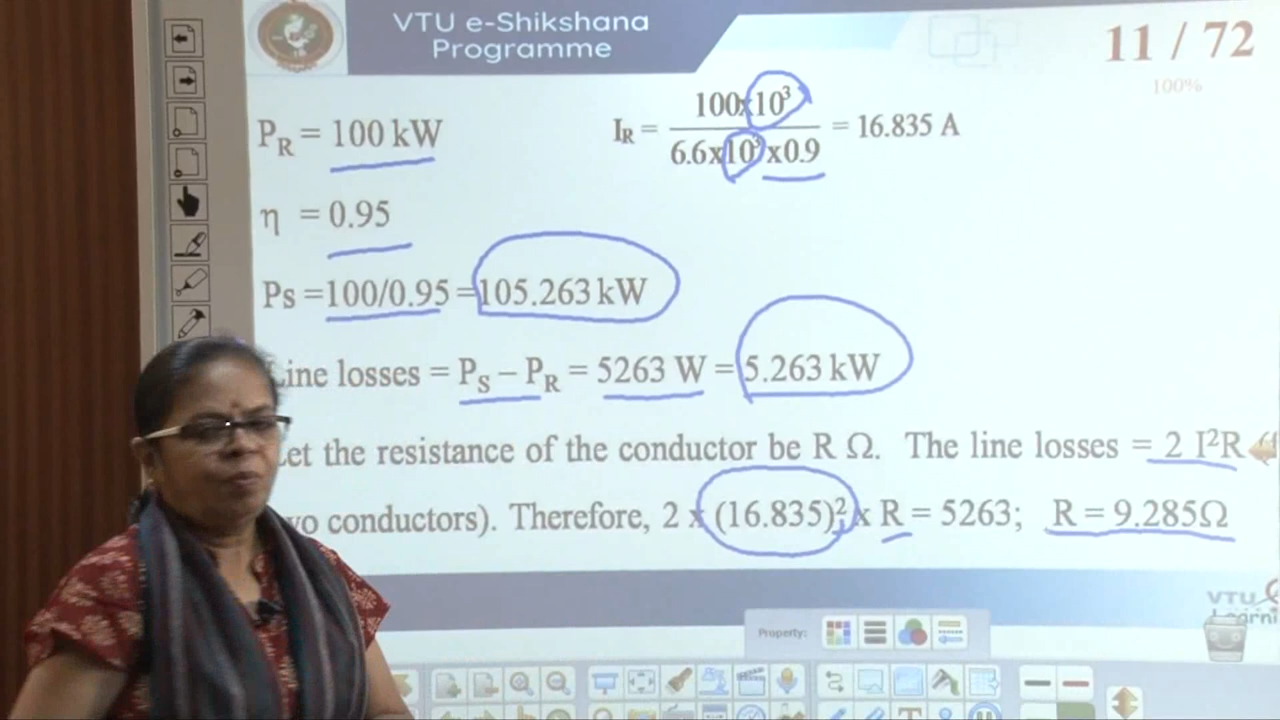 VTU e-Shikshana
Programme
11 / 72
100%
P_R = 100 kW
I_R = 100x10³ / 6.6x10³x0.9 = 16.835 A
η = 0.95
Ps =100/0.95 =105.263 kW
Line losses = P_S – P_R = 5263 W = 5.263 kW
et the resistance of the conductor be R Ω. The line losses = 2 I²R
wo conductors). Therefore, 2 x (16.835)² x R = 5263; R = 9.285Ω
VTU
Learni
Property: